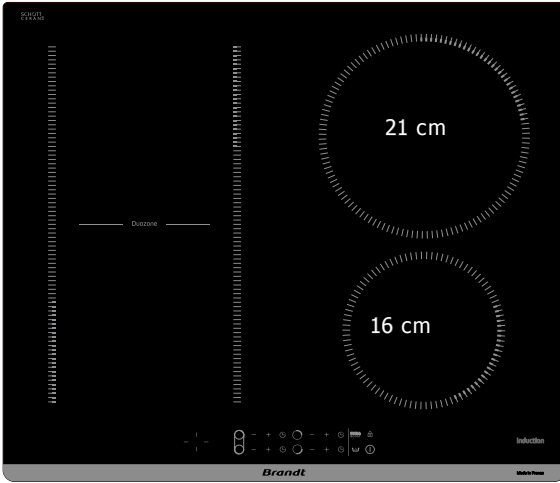 SCHOTT
CERAN®
21 cm
Duozone
16 cm
induction
Brandt
Made in France